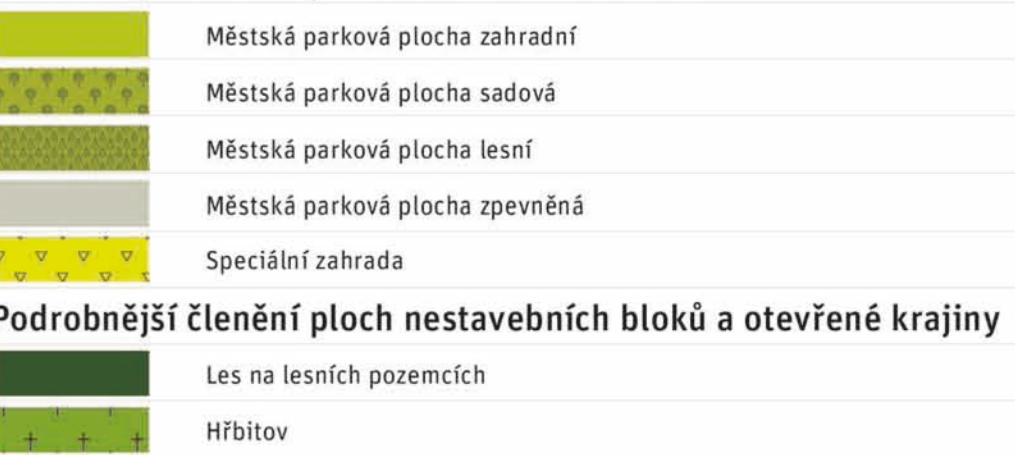 Městská parková plocha zahradní
Městská parková plocha sadová
Městská parková plocha lesní
Městská parková plocha zpevněná
Speciální zahrada
Podrobnější členění ploch nestavebních bloků a otevřené krajiny
Les na lesních pozemcích
Hřbitov